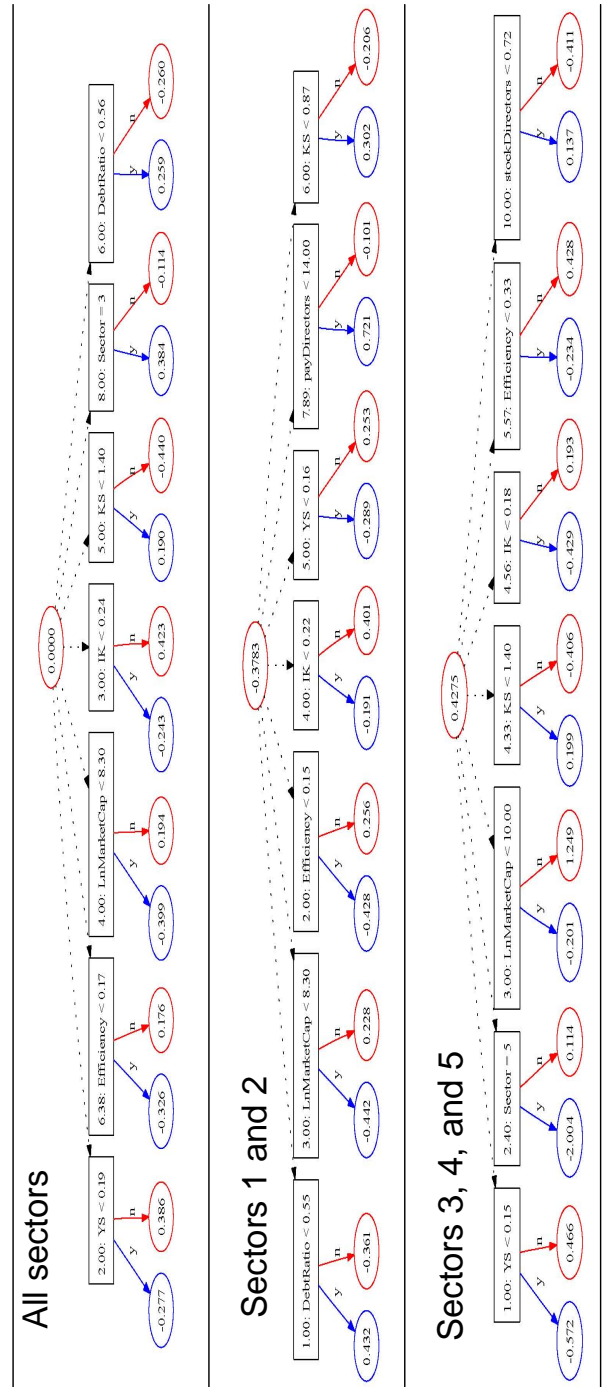 All sectors
0.0000
2.00: YS < 0.19
6.38: Efficiency < 0.17
4.00: LnMarketCap < 8.30
3.00: IK < 0.24
5.00: KS < 1.40
8.00: Sector = 3
6.00: DebtRatio < 0.56
y n y n y n y n y n y n y n
-0.277 0.386 -0.326 0.176 -0.399 0.194 -0.243 0.423 0.190 -0.440 0.384 -0.114 0.259 -0.260
Sectors 1 and 2
-0.3783
1.00: DebtRatio < 0.55
3.00: LnMarketCap < 8.30
2.00: Efficiency < 0.15
4.00: IK < 0.22
5.00: YS < 0.16
7.89: payDirectors < 14.00
6.00: KS < 0.87
y n y n y n y n y n y n y n
0.432 -0.361 -0.442 0.228 -0.428 0.256 -0.191 0.401 -0.289 0.253 0.721 -0.101 0.302 -0.206
Sectors 3, 4, and 5
0.4275
1.00: YS < 0.15
2.40: Sector = 5
3.00: LnMarketCap < 10.00
4.33: KS < 1.40
4.56: IK < 0.18
5.57: Efficiency < 0.33
10.00: stockDirectors < 0.72
y n y n y n y n y n y n y n
-0.572 0.466 -2.004 0.114 -0.201 1.249 0.199 -0.406 -0.429 0.193 -0.234 0.428 0.137 -0.411